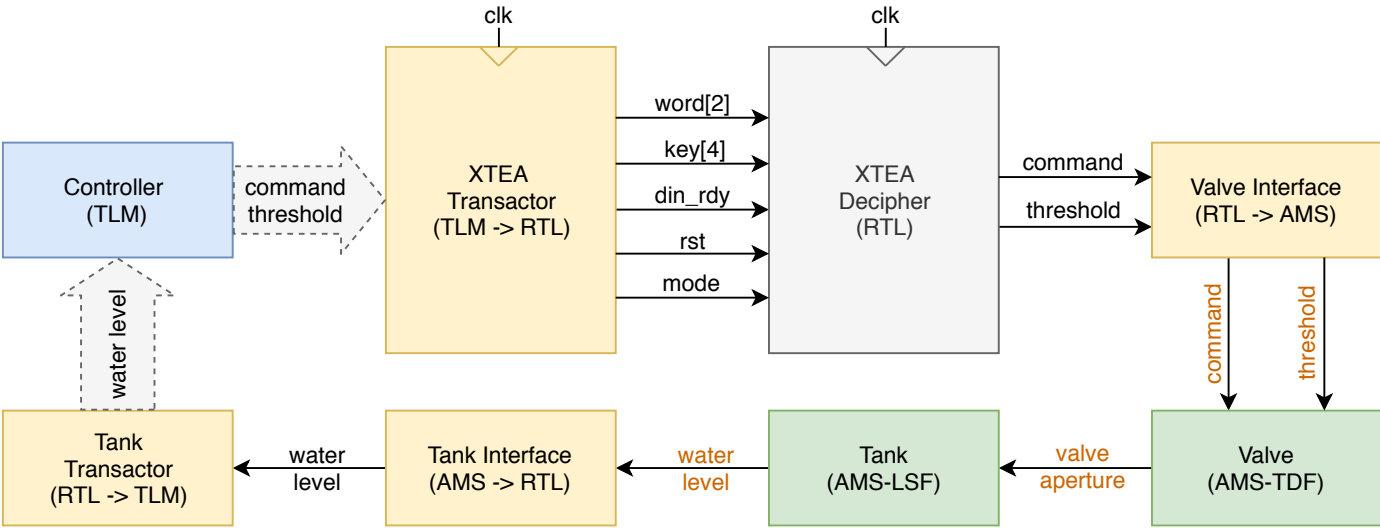 clk
clk
word[2]
key[4]
din_rdy
rst
mode
Controller
(TLM)
command
threshold
XTEA
Transactor
(TLM -> RTL)
XTEA
Decipher
(RTL)
command
threshold
Valve Interface
(RTL -> AMS)
water level
command
threshold
Tank
Transactor
(RTL -> TLM)
water
level
Tank Interface
(AMS -> RTL)
water
level
Tank
(AMS-LSF)
valve
aperture
Valve
(AMS-TDF)